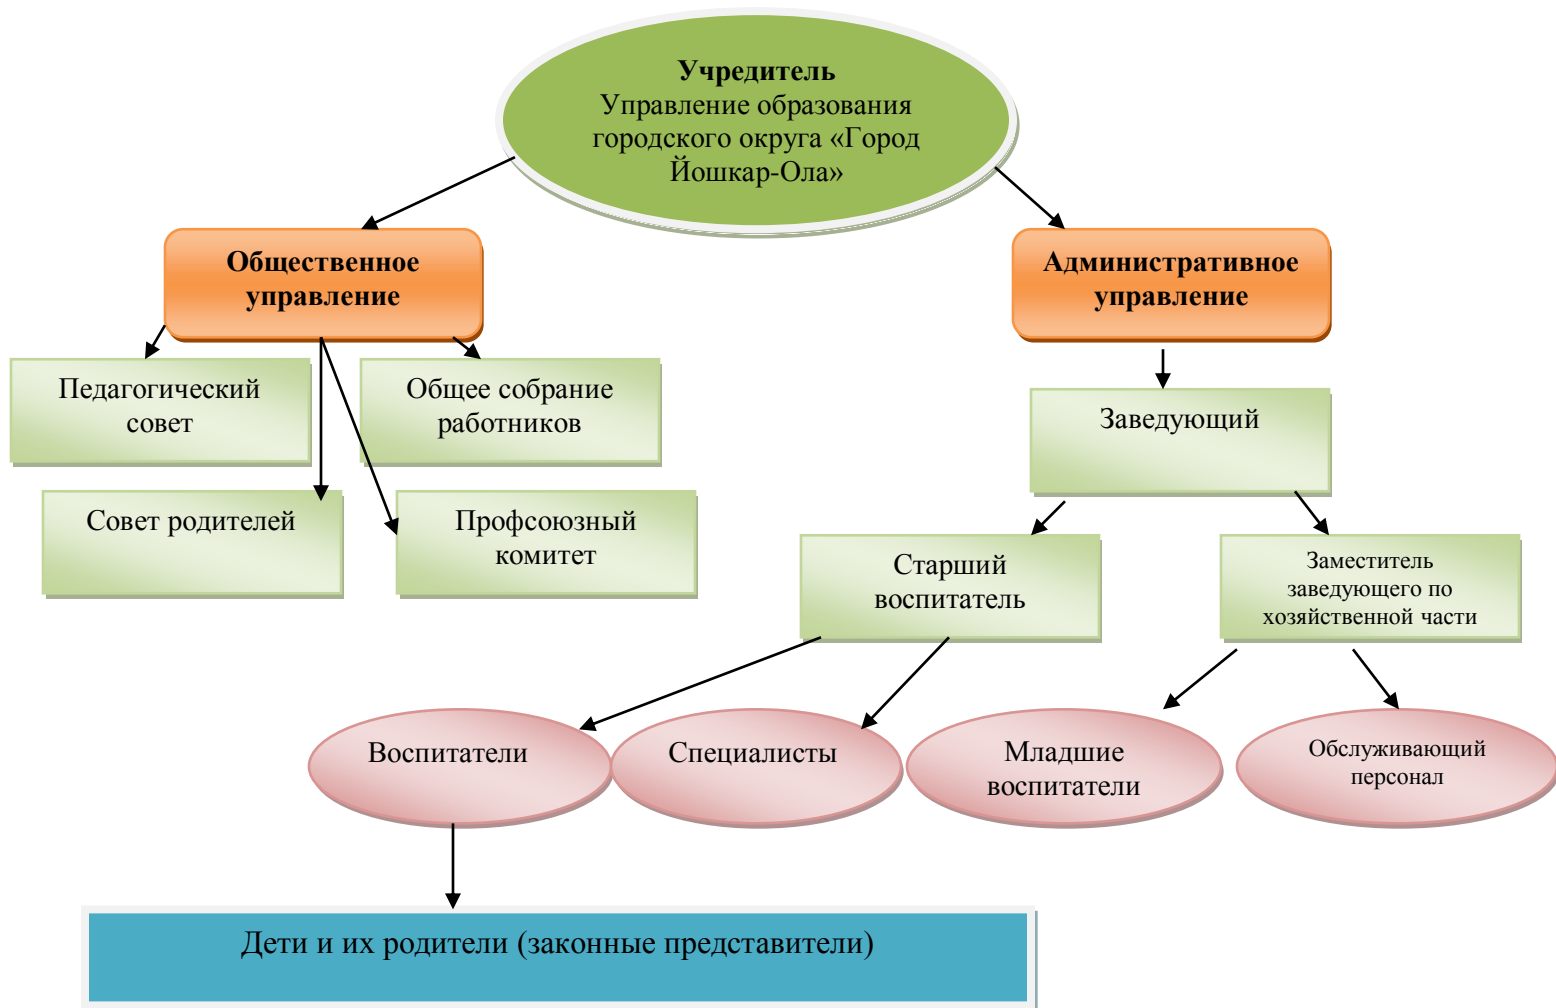 Учредитель
Управление образования
городского округа «Город
Йошкар-Ола»
Общественное
управление
Административное
управление
Педагогический
совет
Общее собрание
работников
Заведующий
Совет родителей
Профсоюзный
комитет
Старший
воспитатель
Заместитель
заведующего по
хозяйственной части
Воспитатели
Специалисты
Младшие
воспитатели
Обслуживающий
персонал
Дети и их родители (законные представители)